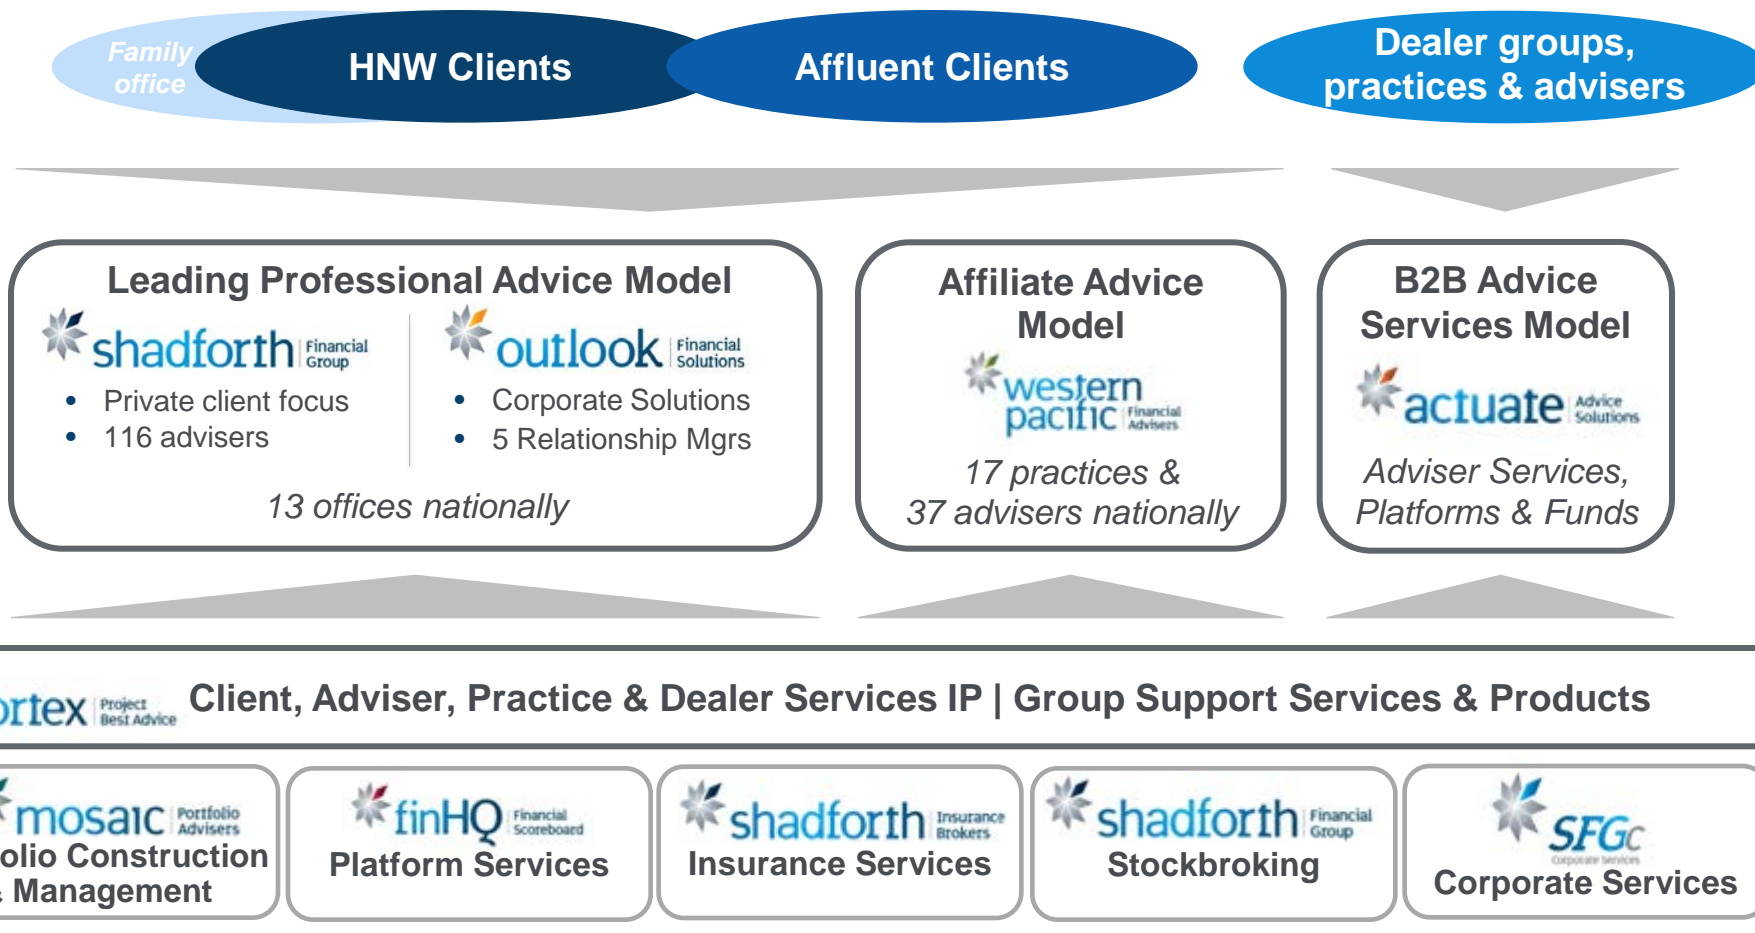 Family
office
HNW Clients
Affluent Clients
Dealer groups,
practices & advisers
Leading Professional Advice Model
shadforth Financial Group
• Private client focus
• 116 advisers
outlook Financial Solutions
• Corporate Solutions
• 5 Relationship Mgrs
13 offices nationally
Affiliate Advice
Model
western
pacific Financial Advisers
17 practices &
37 advisers nationally
B2B Advice
Services Model
actuate Advice Solutions
Adviser Services,
Platforms & Funds
ortex Project Best Advice
Client, Adviser, Practice & Dealer Services IP | Group Support Services & Products
mosaic Portfolio Advisers
olio Construction
& Management
finHQ Financial Scoreboard
Platform Services
shadforth Insurance Brokers
Insurance Services
shadforth Financial Group
Stockbroking
SFGc
Corporate Services
Corporate Services